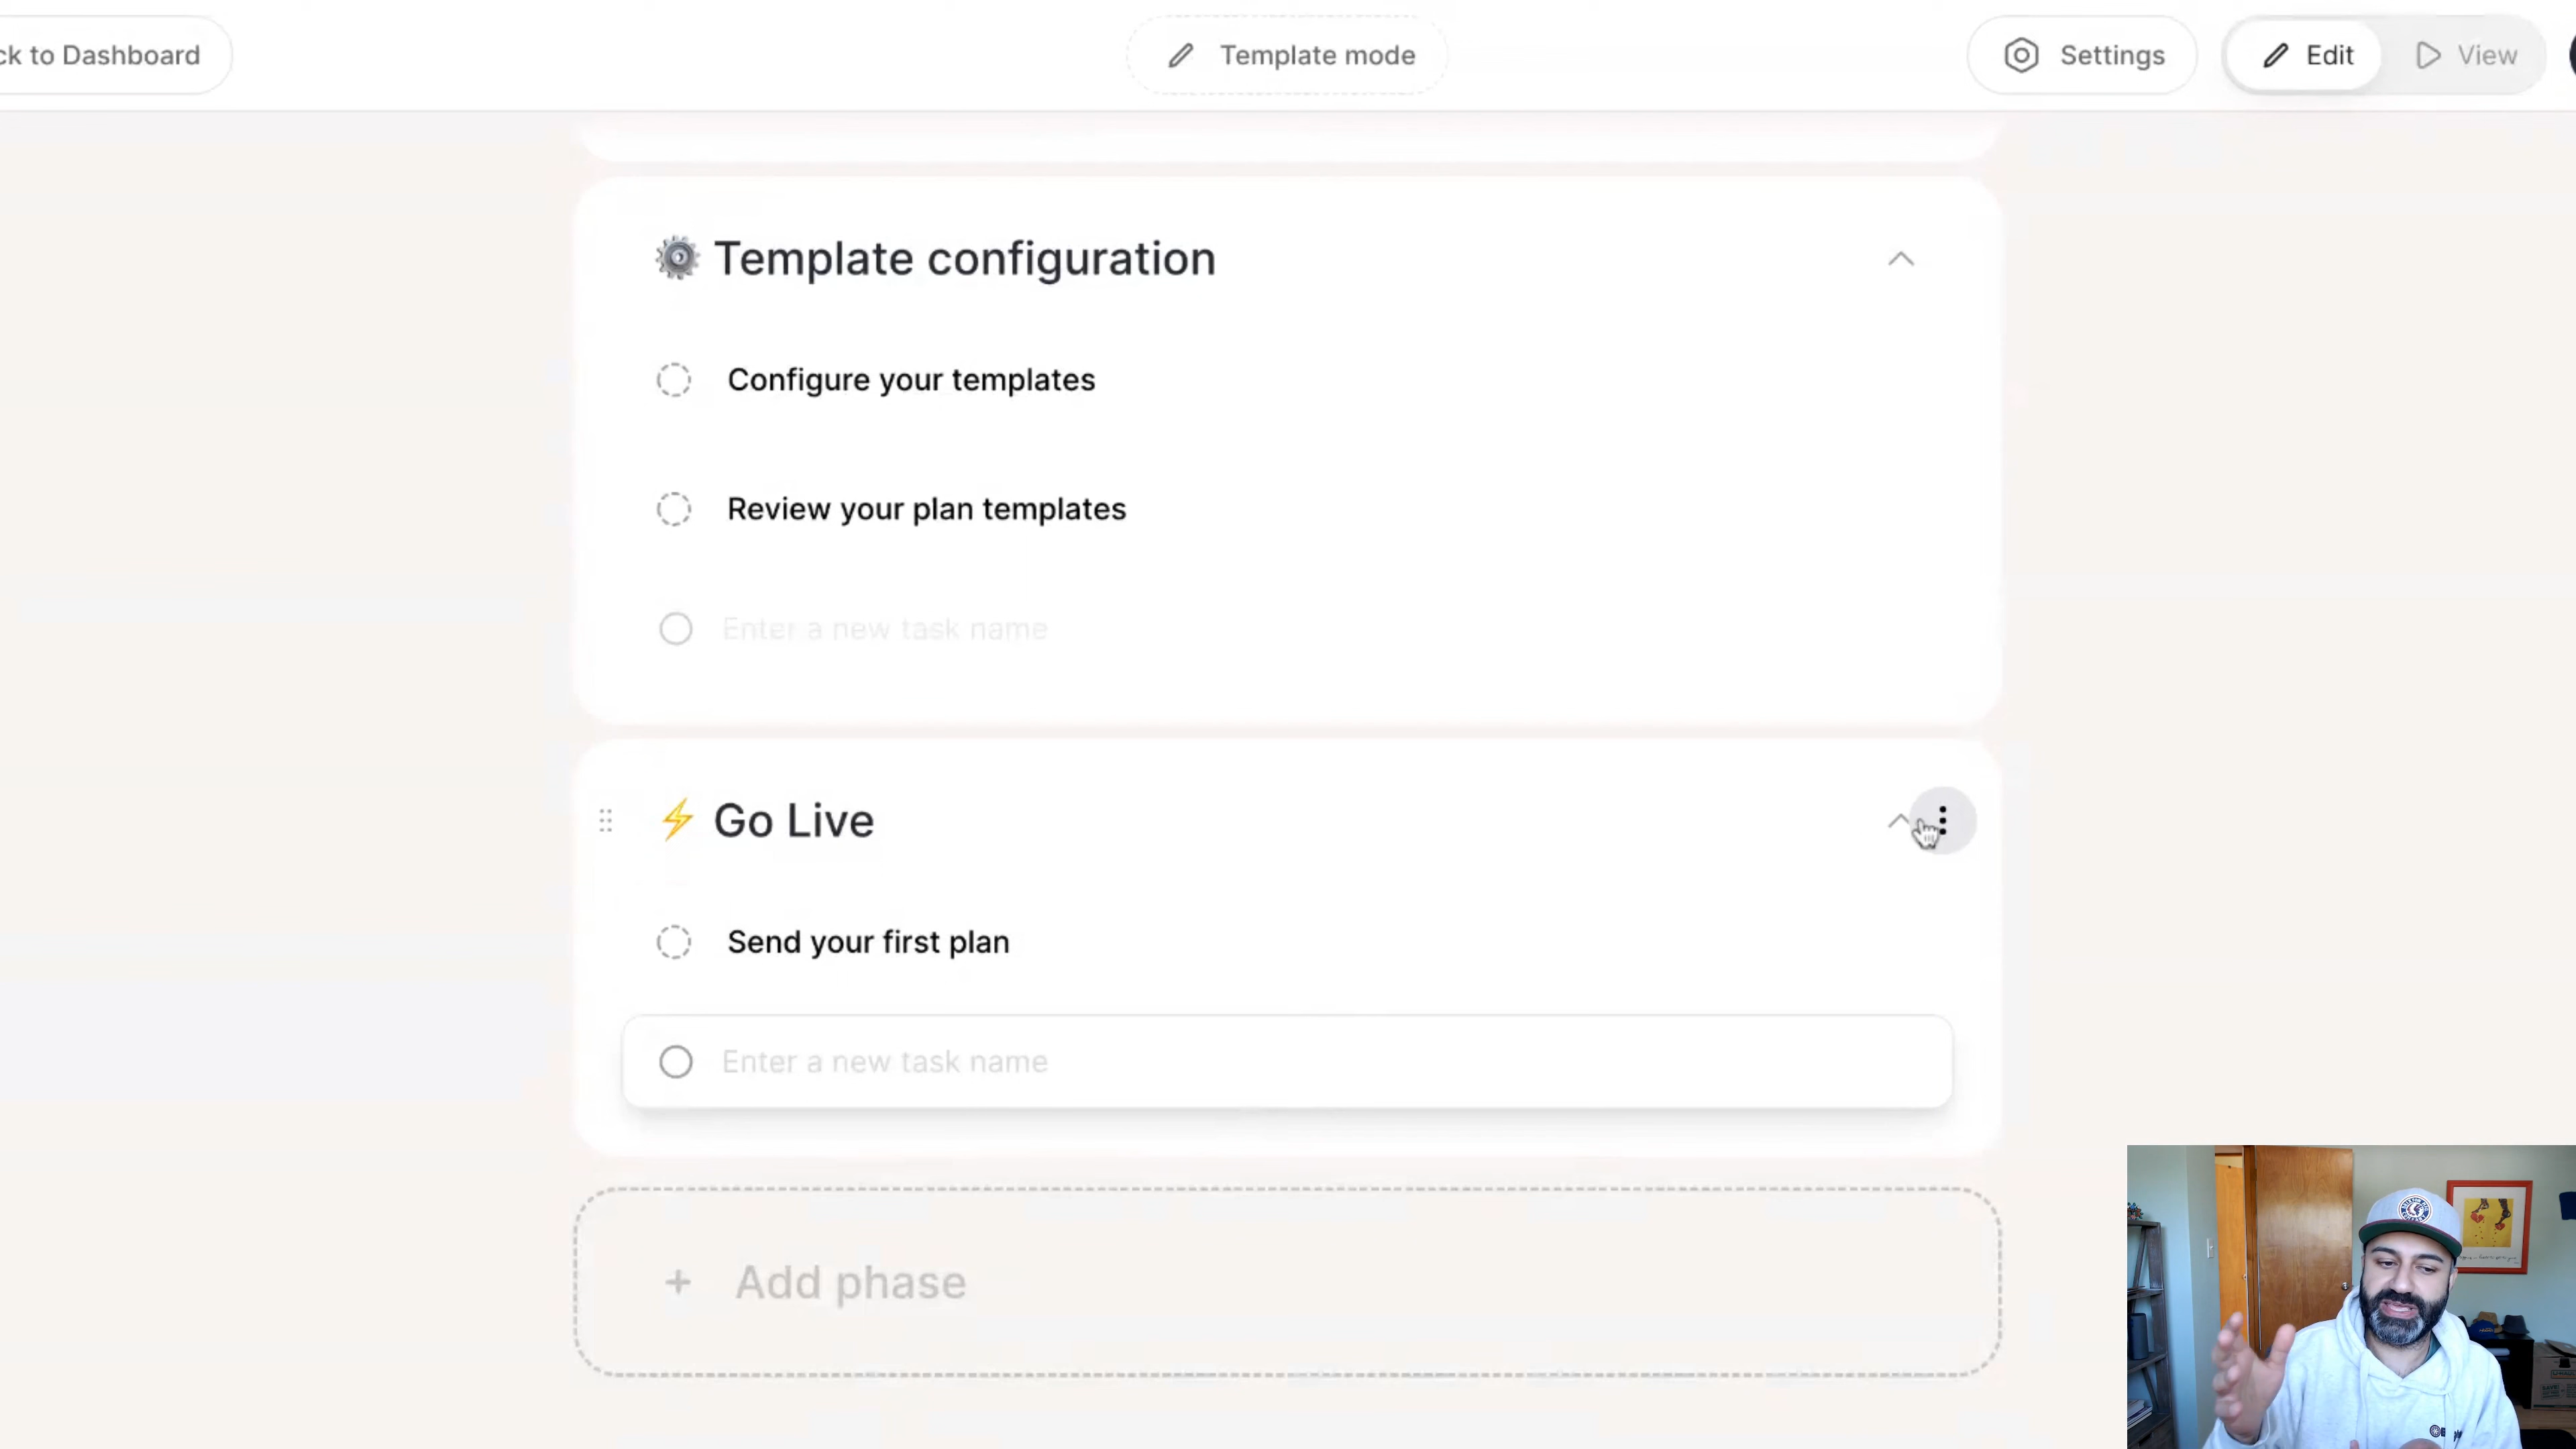 ck to Dashboard
Template mode
Settings
Edit
View
Template configuration
Configure your templates
Review your plan templates
Enter a new task name
Go Live
Send your first plan
Enter a new task name
+ Add phase